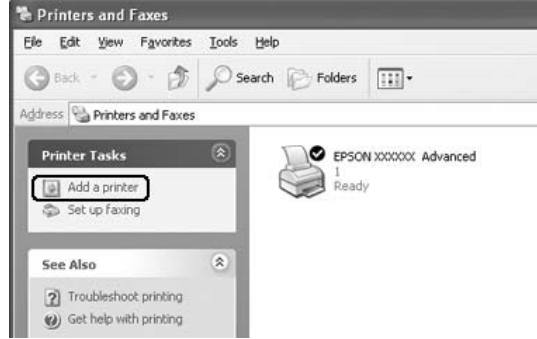 Printers and Faxes
File Edit View Favorites Tools Help
Back Search Folders
Address Printers and Faxes
Printer Tasks
Add a printer
Set up faxing
See Also
Troubleshoot printing
Get help with printing
EPSON XXXXXX Advanced
1
Ready